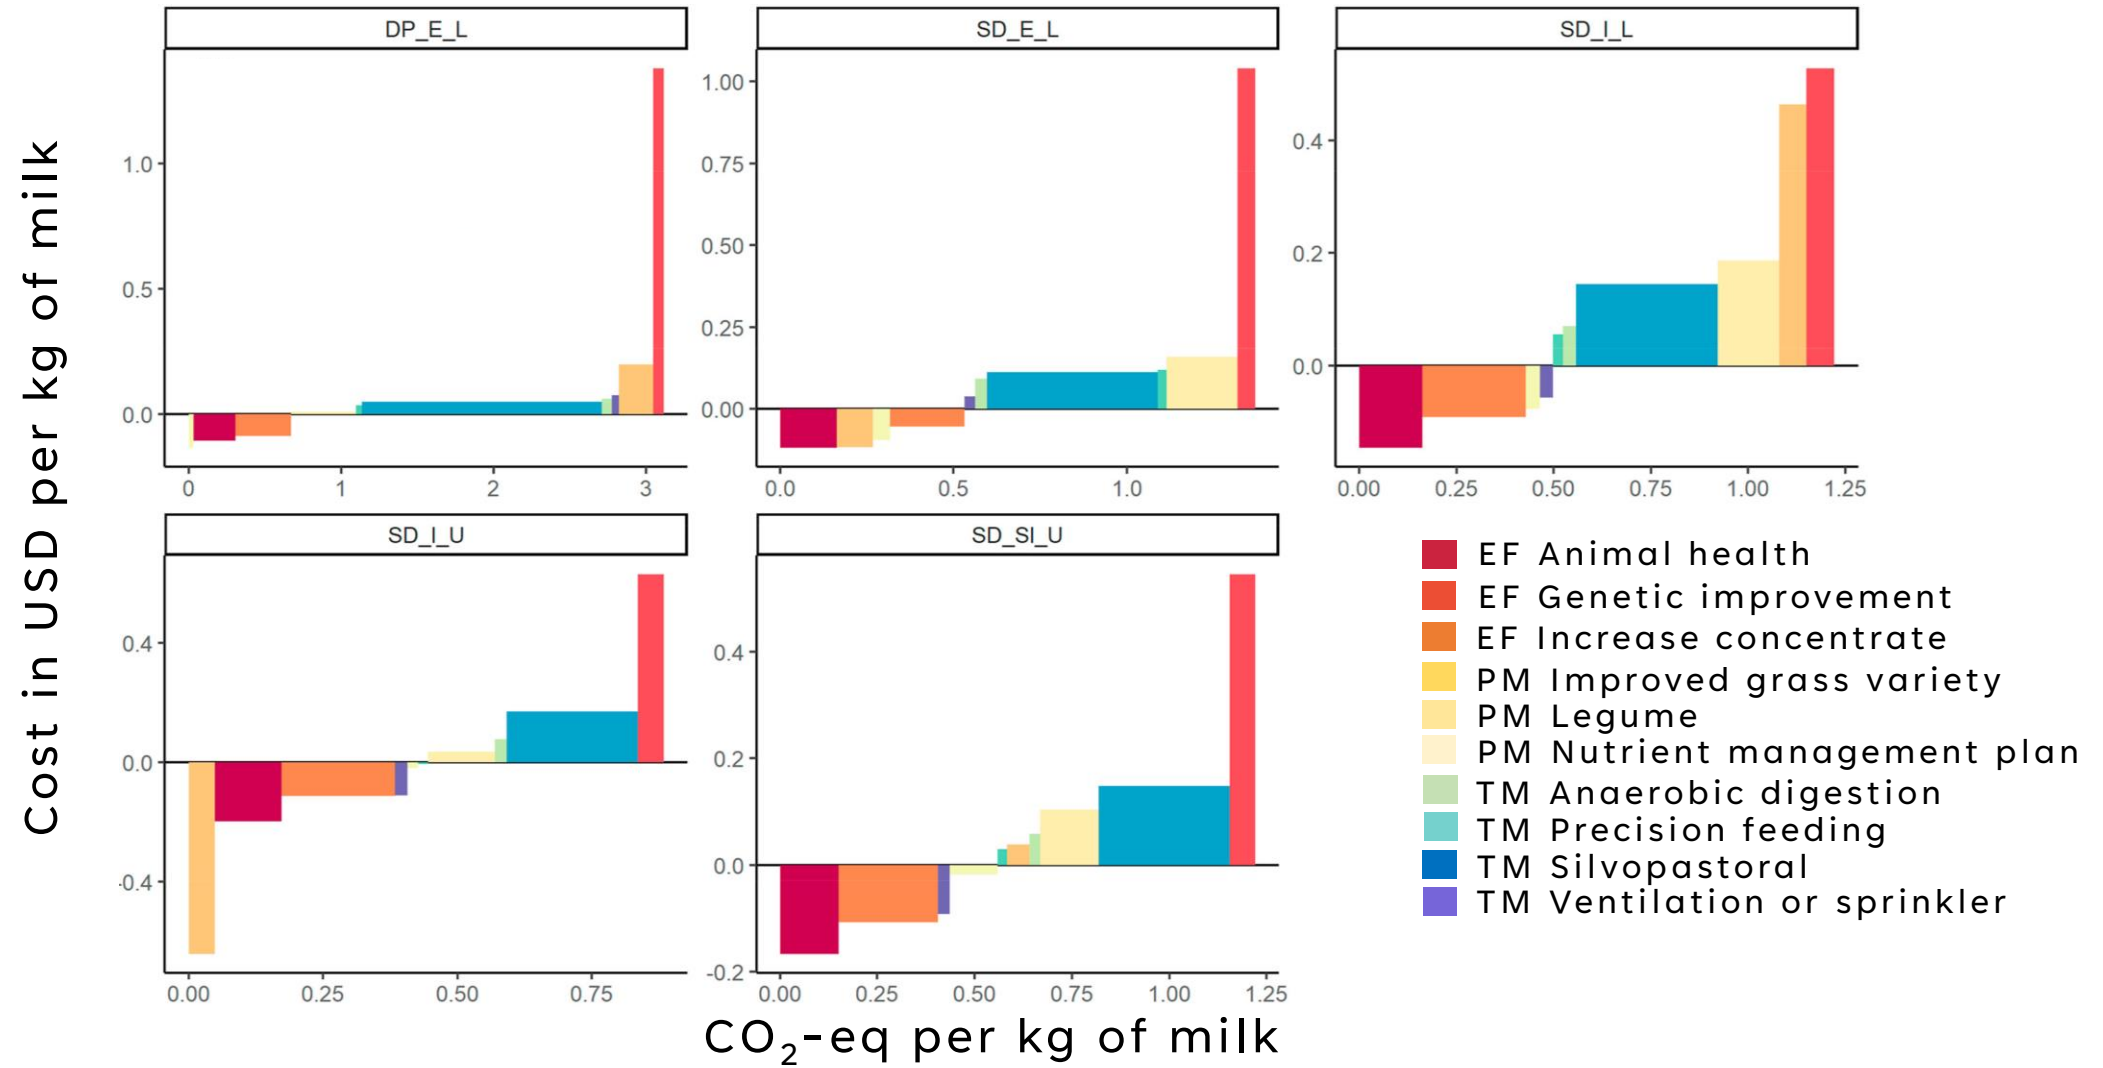 Cost in USD per kg of milk
DP_E_L
1.0
0.5
0.0
0 1 2 3
SD_E_L
1.00
0.75
0.50
0.25
0.00
0.0 0.5 1.0
SD_I_L
0.4
0.2
0.0
0.00 0.25 0.50 0.75 1.00 1.25
SD_I_U
0.4
0.0
-0.4
0.00 0.25 0.50 0.75
SD_SI_U
0.4
0.2
0.0
-0.2
0.00 0.25 0.50 0.75 1.00 1.25
EF Animal health
EF Genetic improvement
EF Increase concentrate
PM Improved grass variety
PM Legume
PM Nutrient management plan
TM Anaerobic digestion
TM Precision feeding
TM Silvopastoral
TM Ventilation or sprinkler
CO₂-eq per kg of milk